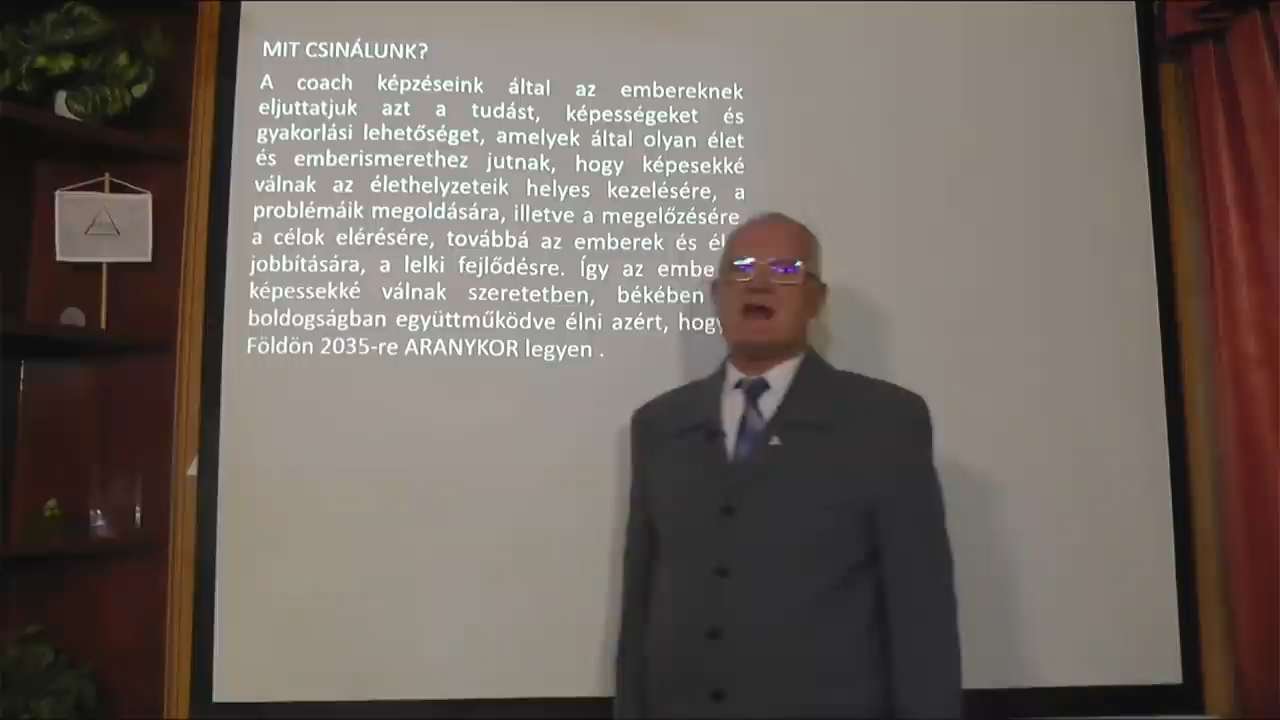 MIT CSINÁLUNK?
A coach képzéseink által az embereknek
eljuttatjuk azt a tudást, képességeket és
gyakorlási lehetőséget, amelyek által olyan élet
és emberismerethez jutnak, hogy képesekké
válnak az élethelyzeteik helyes kezelésére, a
problémáik megoldására, illetve a megelőzésére
a célok elérésére, továbbá az emberek és
jobbítására, a lelki fejlődésre. Így az
képessekké válnak szeretetben, békében
boldogságban együttműködve élni azért, hogy
Földön 2035-re ARANYKOR legyen .